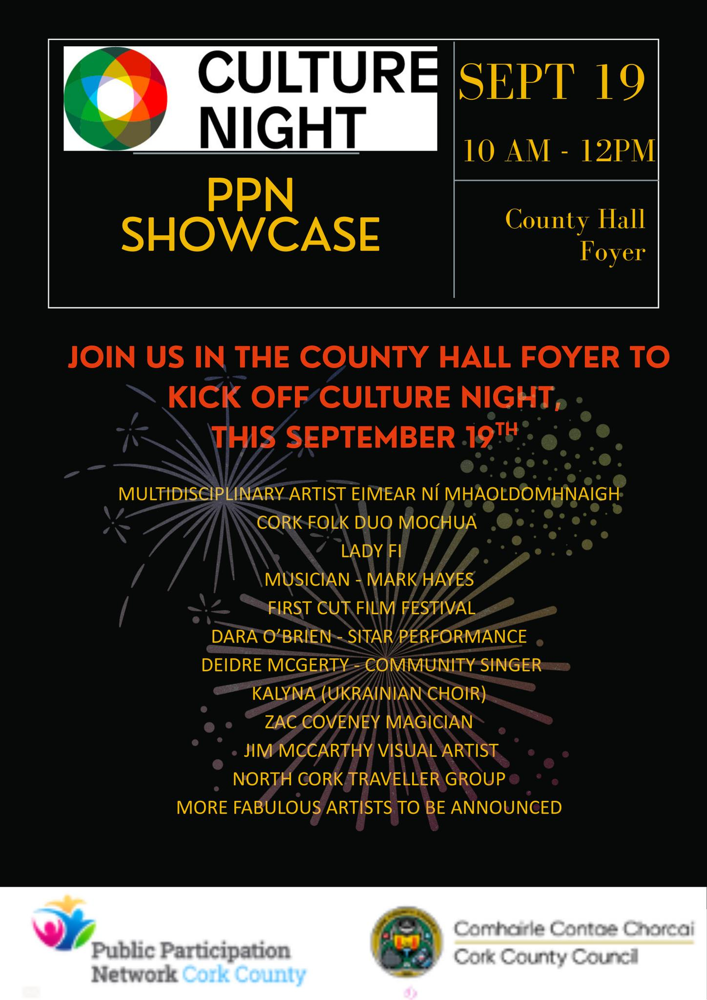 CULTURE
NIGHT
SEPT 19
10 AM - 12PM
PPN
SHOWCASE
County Hall
Foyer
JOIN US IN THE COUNTY HALL FOYER TO
KICK OFF CULTURE NIGHT,
THIS SEPTEMBER 19TH
MULTIDISCIPLINARY ARTIST EIMEAR NÍ MHAOLDOMHNAIGH
CORK FOLK DUO MOCHUA
LADY FI
MUSICIAN - MARK HAYES
FIRST CUT FILM FESTIVAL
DARA O’BRIEN - SITAR PERFORMANCE
DEIDRE MCGERTY - COMMUNITY SINGER
KALYNA (UKRAINIAN CHOIR)
ZAC COVENEY MAGICIAN
JIM MCCARTHY VISUAL ARTIST
NORTH CORK TRAVELLER GROUP
MORE FABULOUS ARTISTS TO BE ANNOUNCED
Public Participation
Network Cork County
Comhairle Contae Chorcaí
Cork County Council